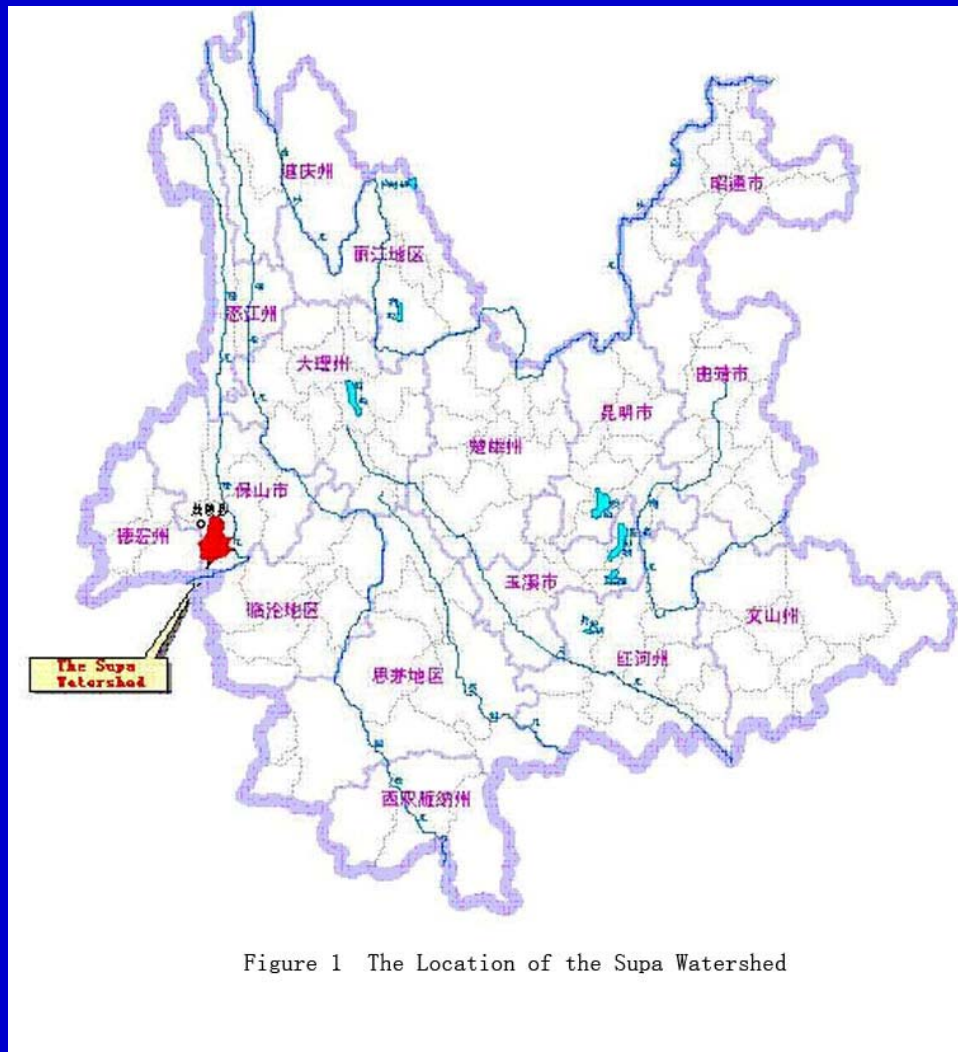 迪庆州
昭通市
丽江地区
怒江州
大理州
曲靖市
昆明市
楚雄州
保山市
德宏州
玉溪市
临沧地区
文山州
红河州
思茅地区
The Supa
Watershed
西双版纳州
Figure 1 The Location of the Supa Watershed